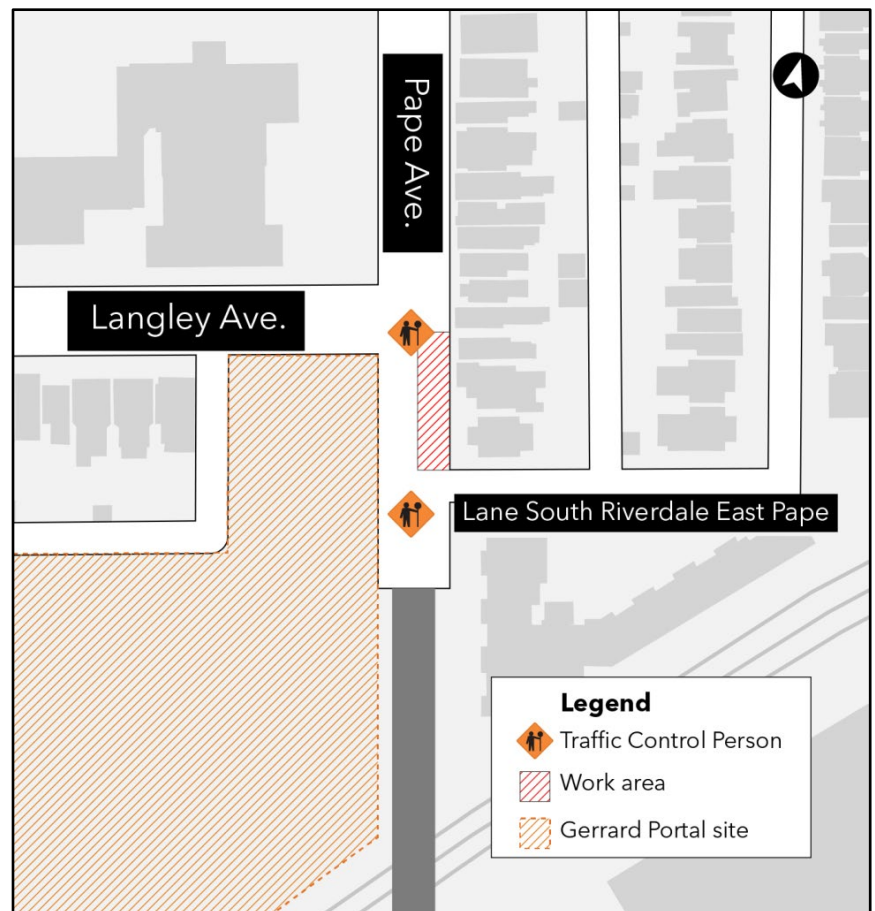 Pape Ave.
Langley Ave.
Lane South Riverdale East Pape
Legend
Traffic Control Person
Work area
Gerrard Portal site